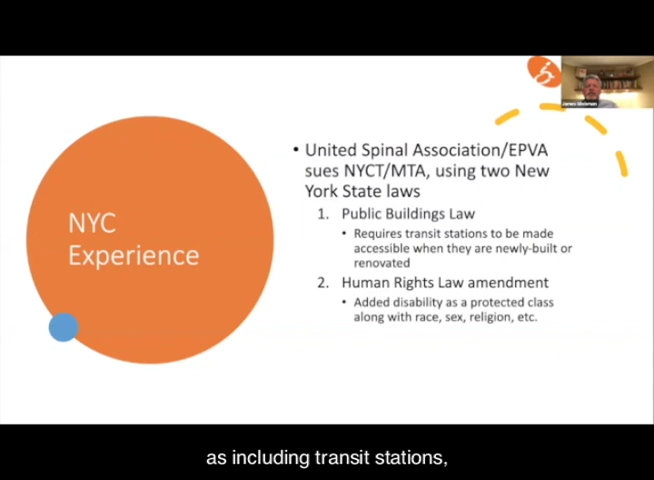 NYC
Experience
• United Spinal Association/EPVA
sues NYCT/MTA, using two New
York State laws
1. Public Buildings Law
• Requires transit stations to be made
accessible when they are newly-built or
renovated
2. Human Rights Law amendment
• Added disability as a protected class
along with race, sex, religion, etc.
as including transit stations,